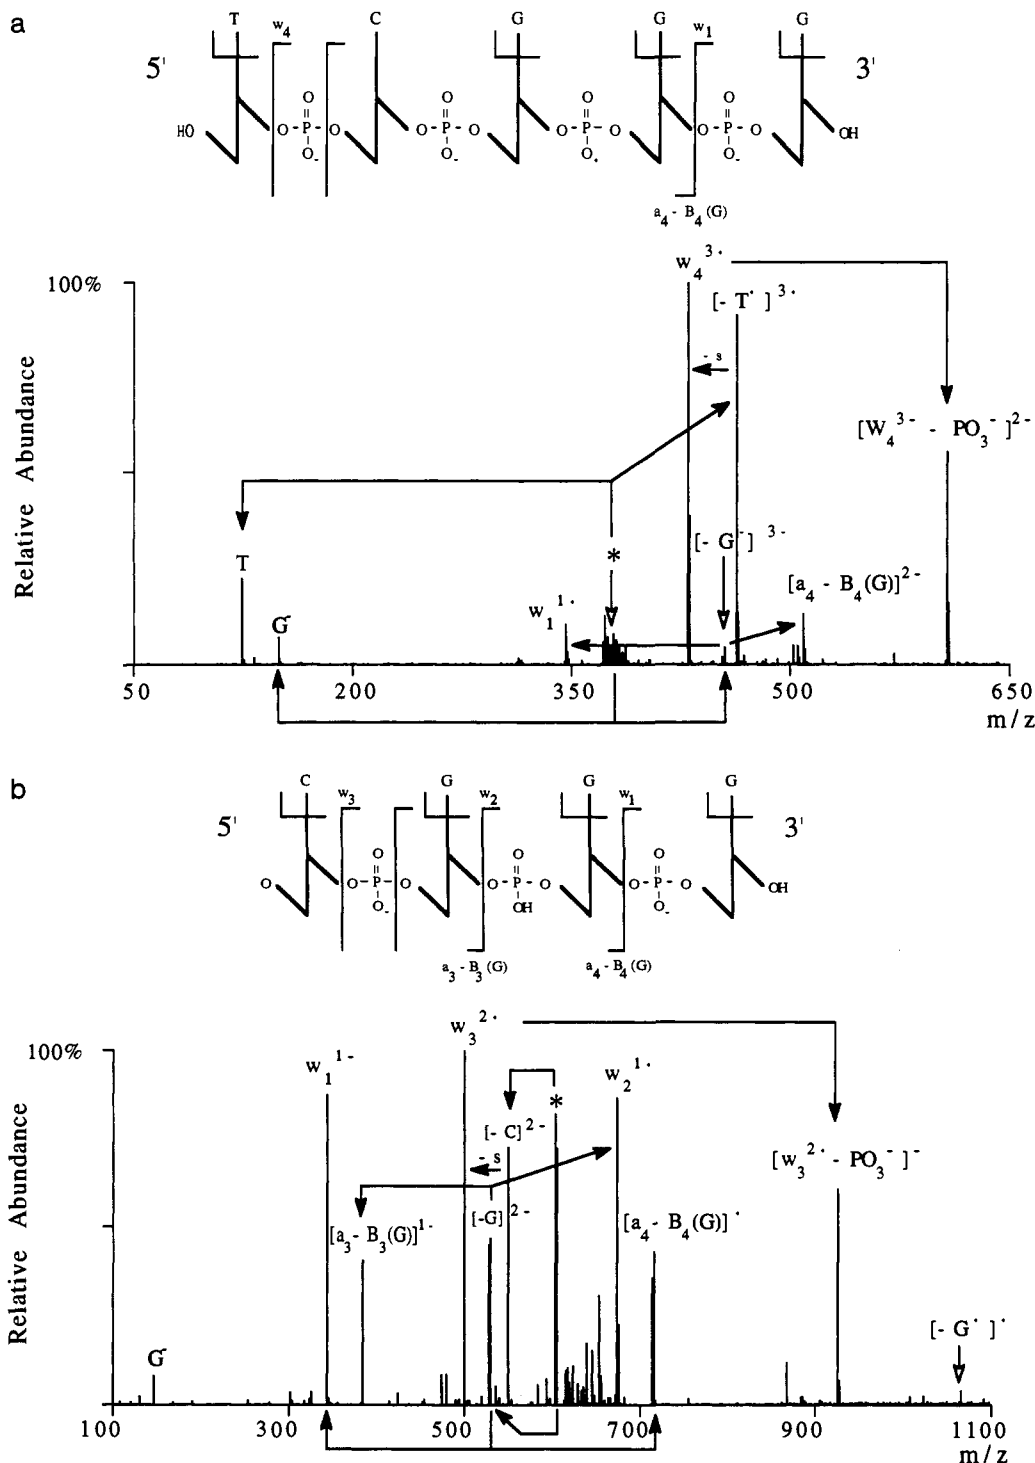 a
T C G G G
w4 w1
5' 3'
O O O O
HO O-P-O O-P-O O-P-O O-P-O OH
O- O- O• O-
a4 - B4 (G)
w4 3•
100%
[- T• ] 3•
- s
[W4 3- - PO3 - ]2-
Relative Abundance
*
[- G-] 3-
T
[a4 - B4(G)]2-
w1 1•
G-
50 200 350 500 650
m/z
b
C G G G
w3 w2 w1
5' 3'
O O O
O O-P-O O-P-O O-P-O OH
O- OH O-
a3 - B3 (G) a4 - B4 (G)
w3 2•
100%
w1 1-
w2 1•
*
[- C] 2-
- s
[w3 2• - PO3 - ]-
[a3 - B3(G)]1-
[-G] 2-
[a4 - B4(G)] •
Relative Abundance
[- G• ] •
G-
100 300 500 700 900 1100
m/z